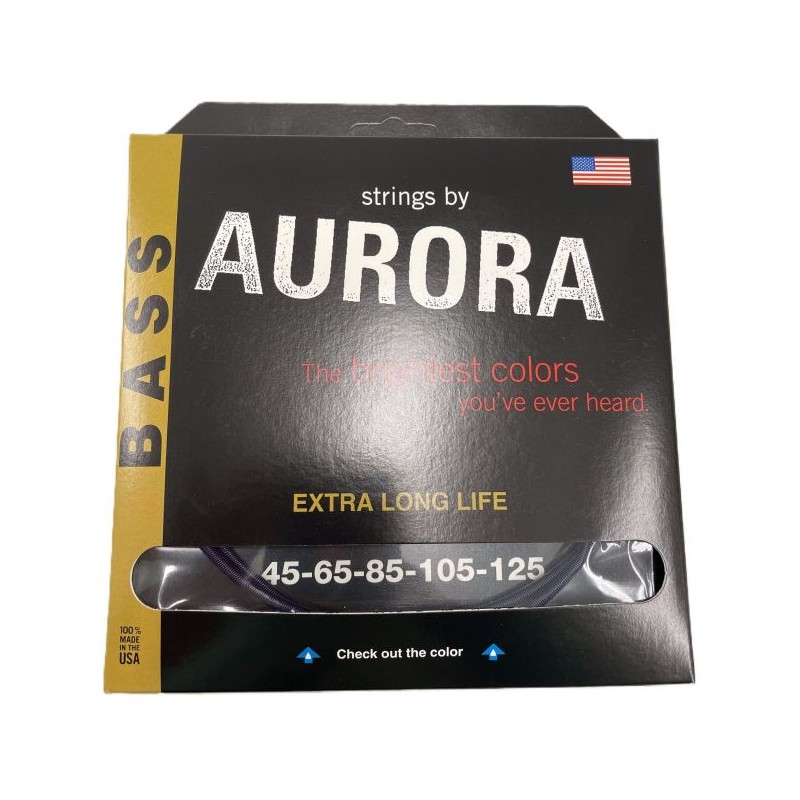 strings by
AURORA
The brightest colors
you've ever heard.
BASS
EXTRA LONG LIFE
45-65-85-105-125
100%
MADE
IN THE
USA
Check out the color